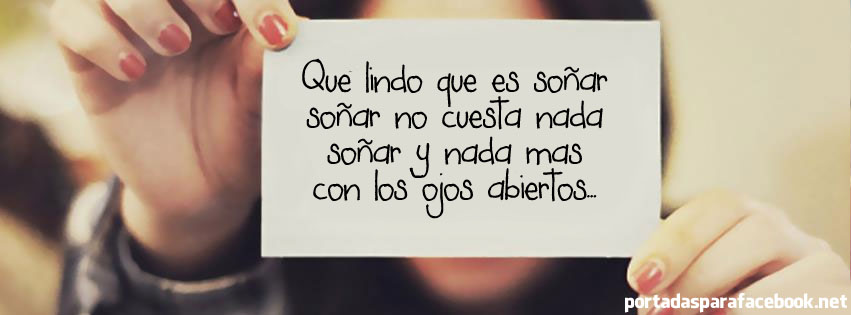 Que lindo que es soñar
soñar no cuesta nada
soñar y nada mas
con los ojos abiertos...
portadasparafacebook.net